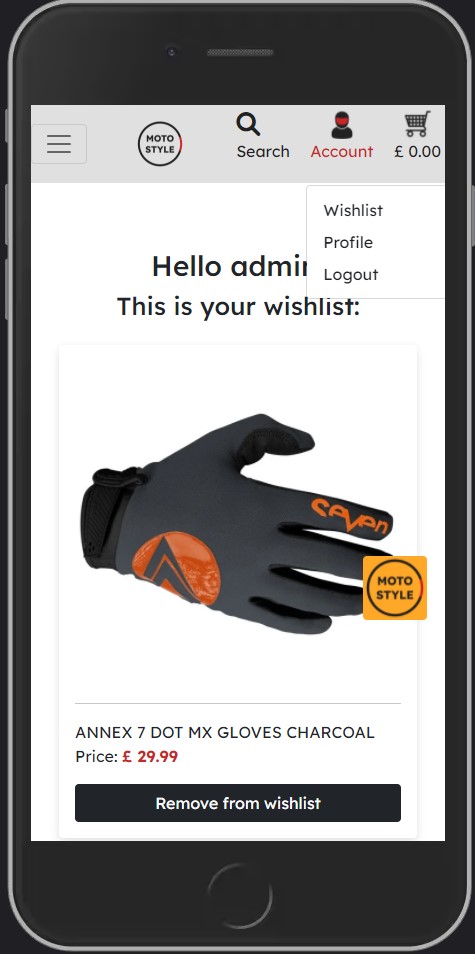 MOTO
STYLE
Search
Account
£ 0.00
Wishlist
Profile
Logout
Hello admin
This is your wishlist:
seven
MOTO
STYLE
ANNEX 7 DOT MX GLOVES CHARCOAL
Price: £ 29.99
Remove from wishlist